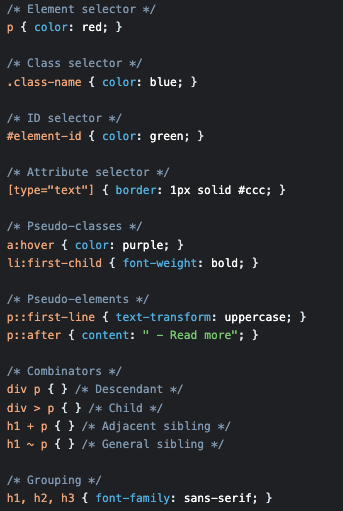 /* Element selector */
p { color: red; }
/* Class selector */
.class-name { color: blue; }
/* ID selector */
#element-id { color: green; }
/* Attribute selector */
[type="text"] { border: 1px solid #ccc; }
/* Pseudo-classes */
a:hover { color: purple; }
li:first-child { font-weight: bold; }
/* Pseudo-elements */
p::first-line { text-transform: uppercase; }
p::after { content: " - Read more"; }
/* Combinators */
div p { } /* Descendant */
div > p { } /* Child */
h1 + p { } /* Adjacent sibling */
h1 ~ p { } /* General sibling */
/* Grouping */
h1, h2, h3 { font-family: sans-serif; }